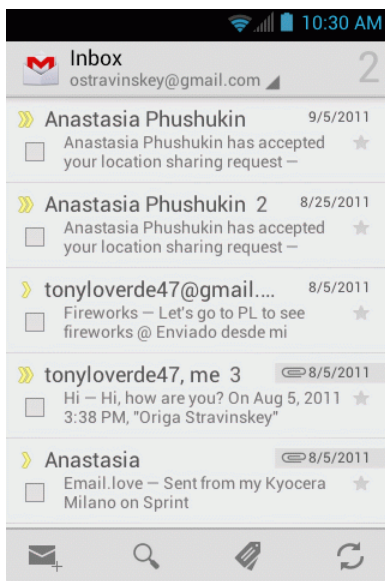 10:30 AM
Inbox
ostravinskey@gmail.com
2
Anastasia Phushukin 9/5/2011
Anastasia Phushukin has accepted
your location sharing request —
Anastasia Phushukin 2 8/25/2011
Anastasia Phushukin has accepted
your location sharing request —
tonyloverde47@gmail.... 8/5/2011
Fireworks — Let's go to PL to see
fireworks @ Enviado desde mi
tonyloverde47, me 3 8/5/2011
Hi — Hi, how are you? On Aug 5, 2011
3:38 PM, "Origa Stravinskey"
Anastasia 8/5/2011
Email.love — Sent from my Kyocera
Milano on Sprint